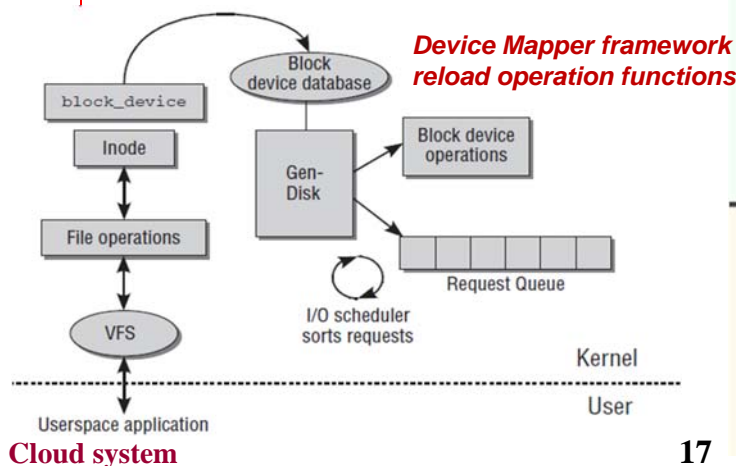 Device Mapper framework
reload operation functions
Block
device database
block_device
Inode
File operations
VFS
Userspace application
Gen-
Disk
Block device
operations
Request Queue
I/O scheduler
sorts requests
Kernel
User
Cloud system
17